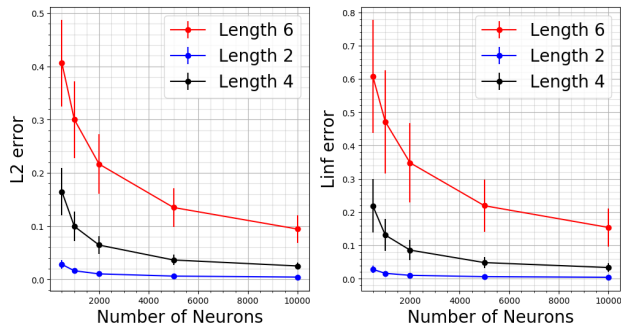 L2 error
0.5
0.4
0.3
0.2
0.1
0.0
Length 6
Length 2
Length 4
2000 4000 6000 8000 10000
Number of Neurons
Linf error
0.8
0.7
0.6
0.5
0.4
0.3
0.2
0.1
0.0
Length 6
Length 2
Length 4
2000 4000 6000 8000 10000
Number of Neurons